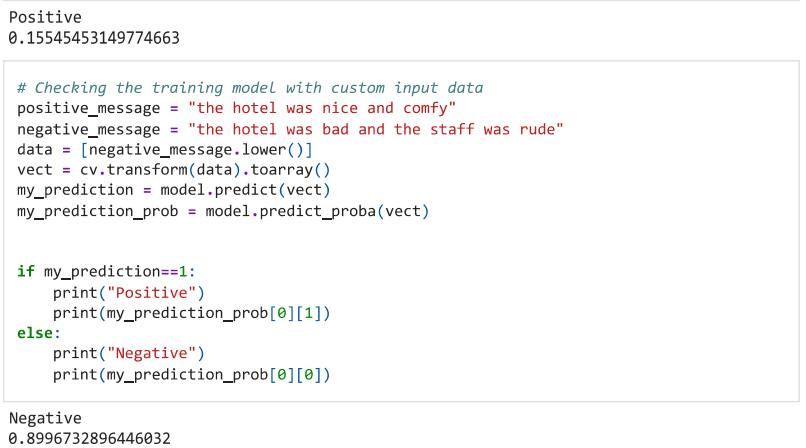 Positive
0.15545453149774663
# Checking the training model with custom input data
positive_message = "the hotel was nice and comfy"
negative_message = "the hotel was bad and the staff was rude"
data = [negative_message.lower()]
vect = cv.transform(data).toarray()
my_prediction = model.predict(vect)
my_prediction_prob = model.predict_proba(vect)
if my_prediction==1:
    print("Positive")
    print(my_prediction_prob[0][1])
else:
    print("Negative")
    print(my_prediction_prob[0][0])
Negative
0.8996732896446032